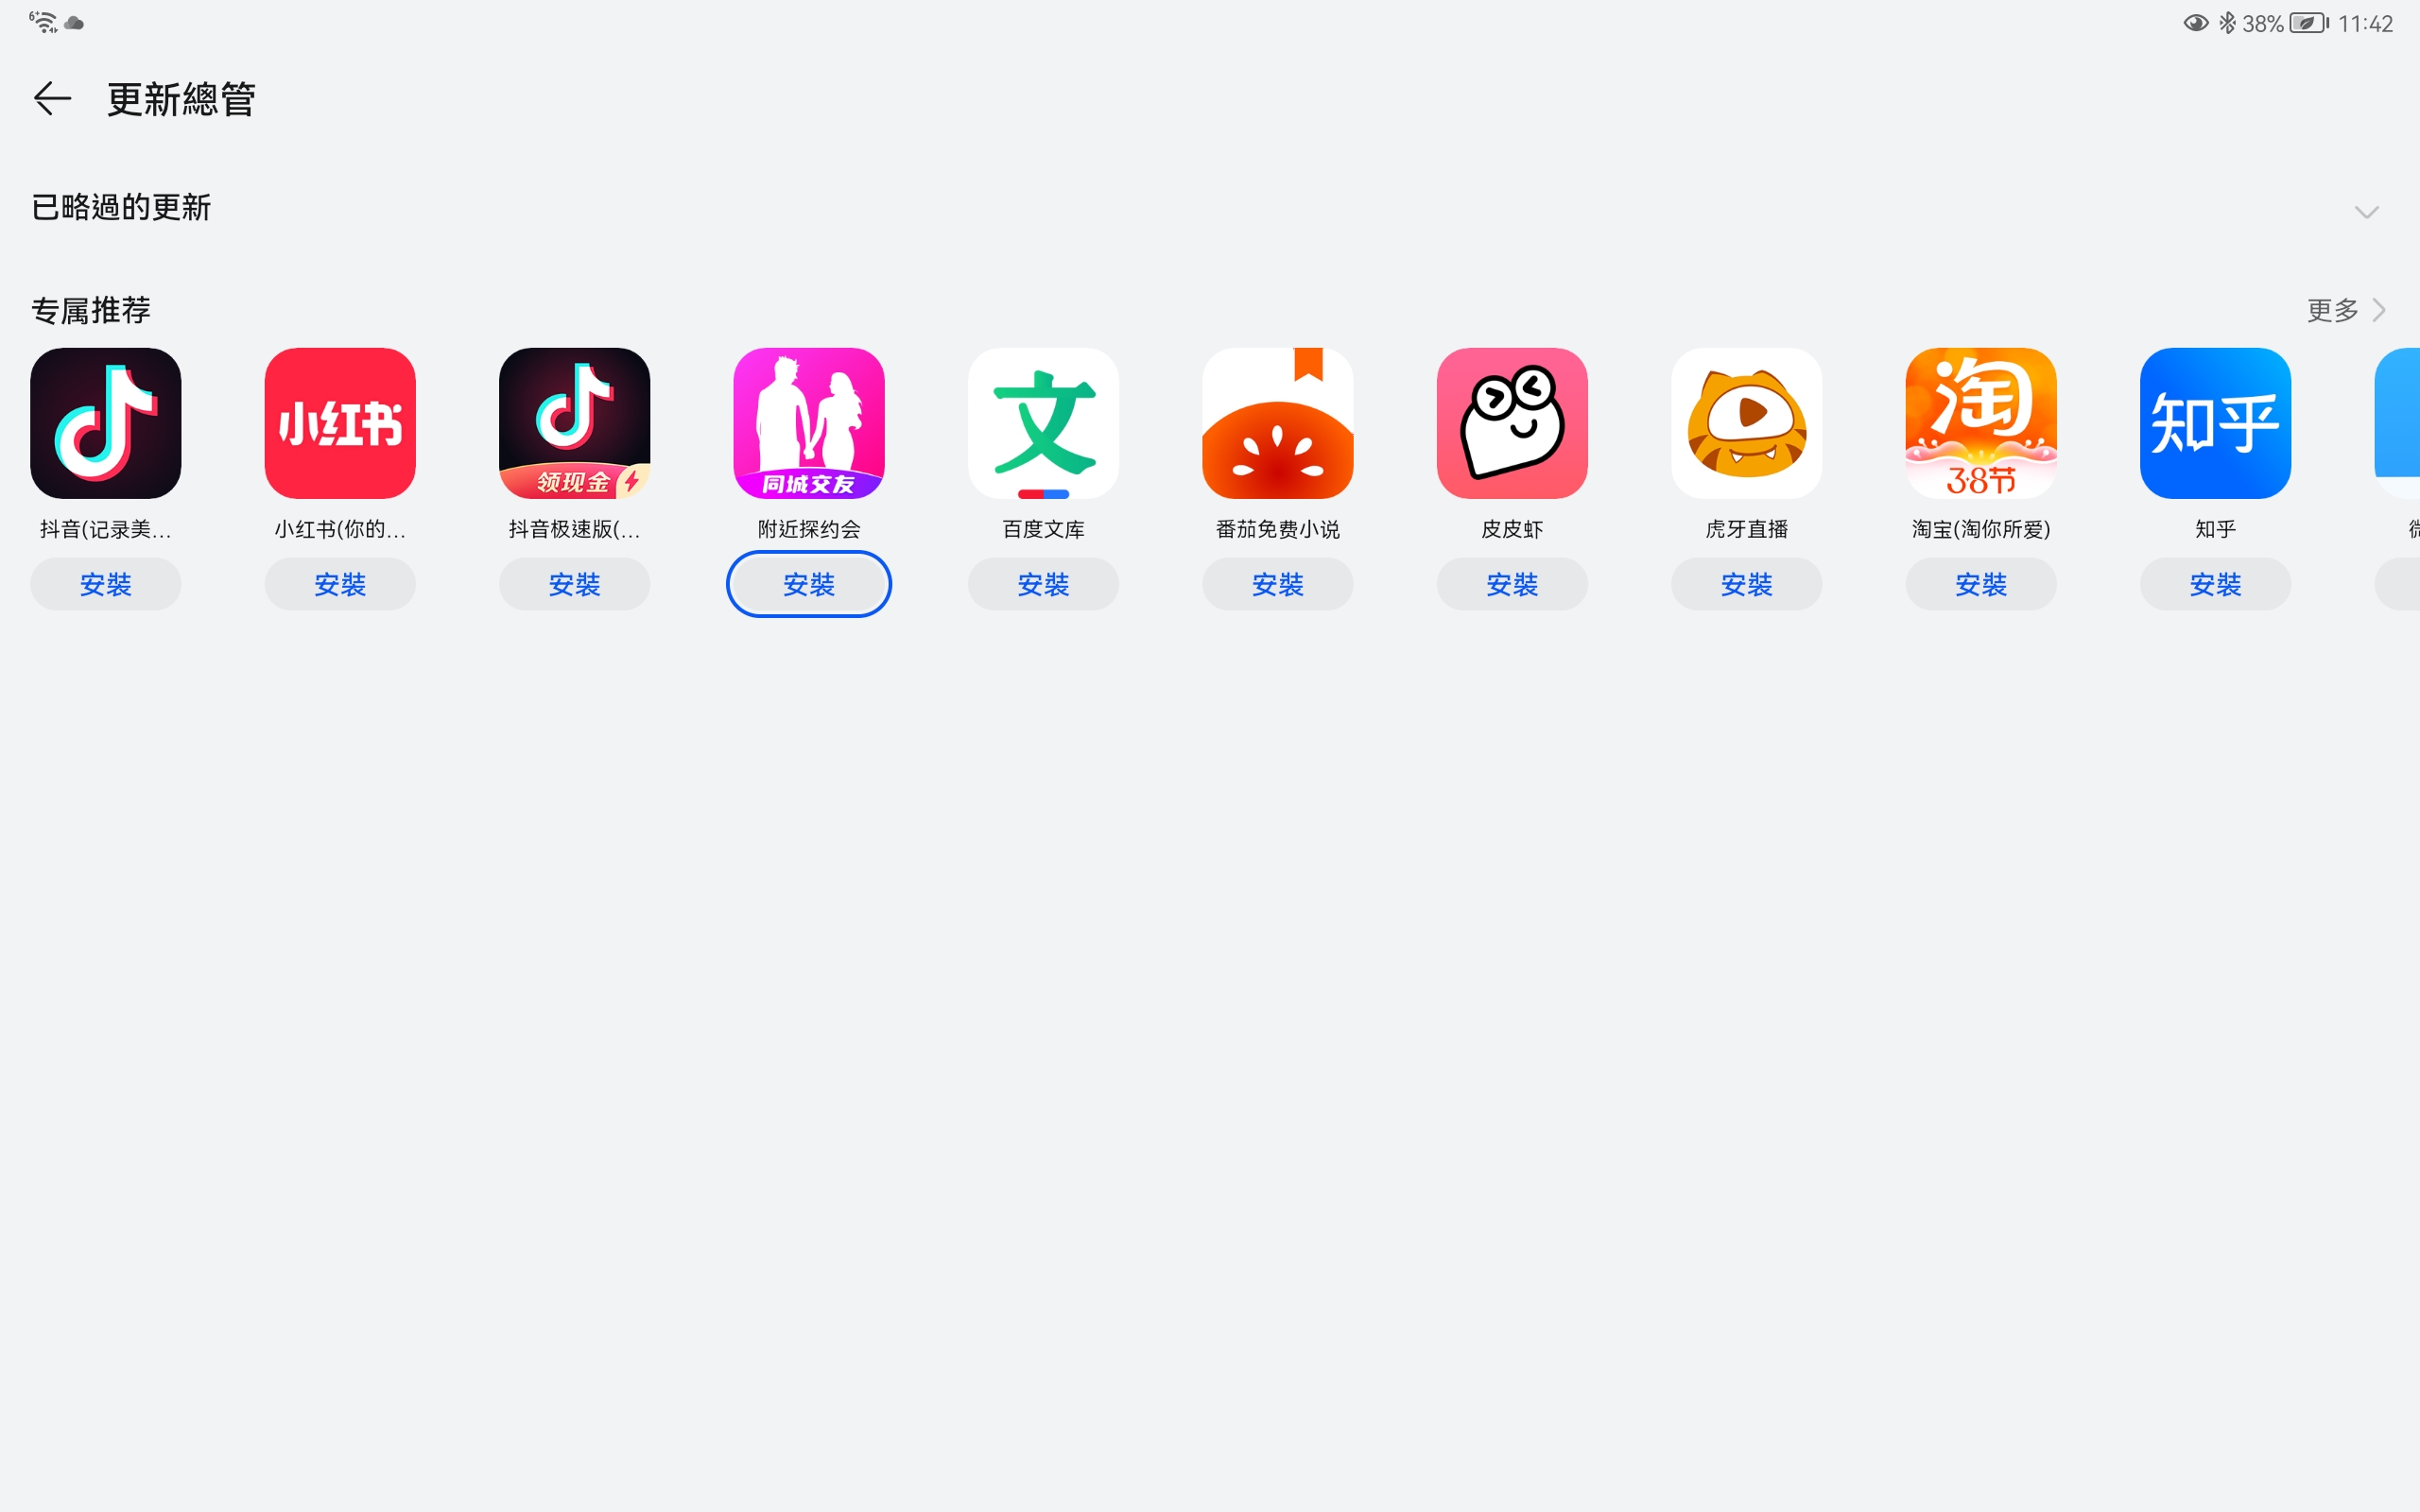 6+
38% 11:42
更新總管
已略過的更新
专属推荐
更多
小红书
领现金
同城交友
文
淘
3.8节
知乎
抖音(记录美...
小红书(你的...
抖音极速版(...
附近探约会
百度文库
番茄免费小说
皮皮虾
虎牙直播
淘宝(淘你所爱)
知乎
安裝
安裝
安裝
安裝
安裝
安裝
安裝
安裝
安裝
安裝